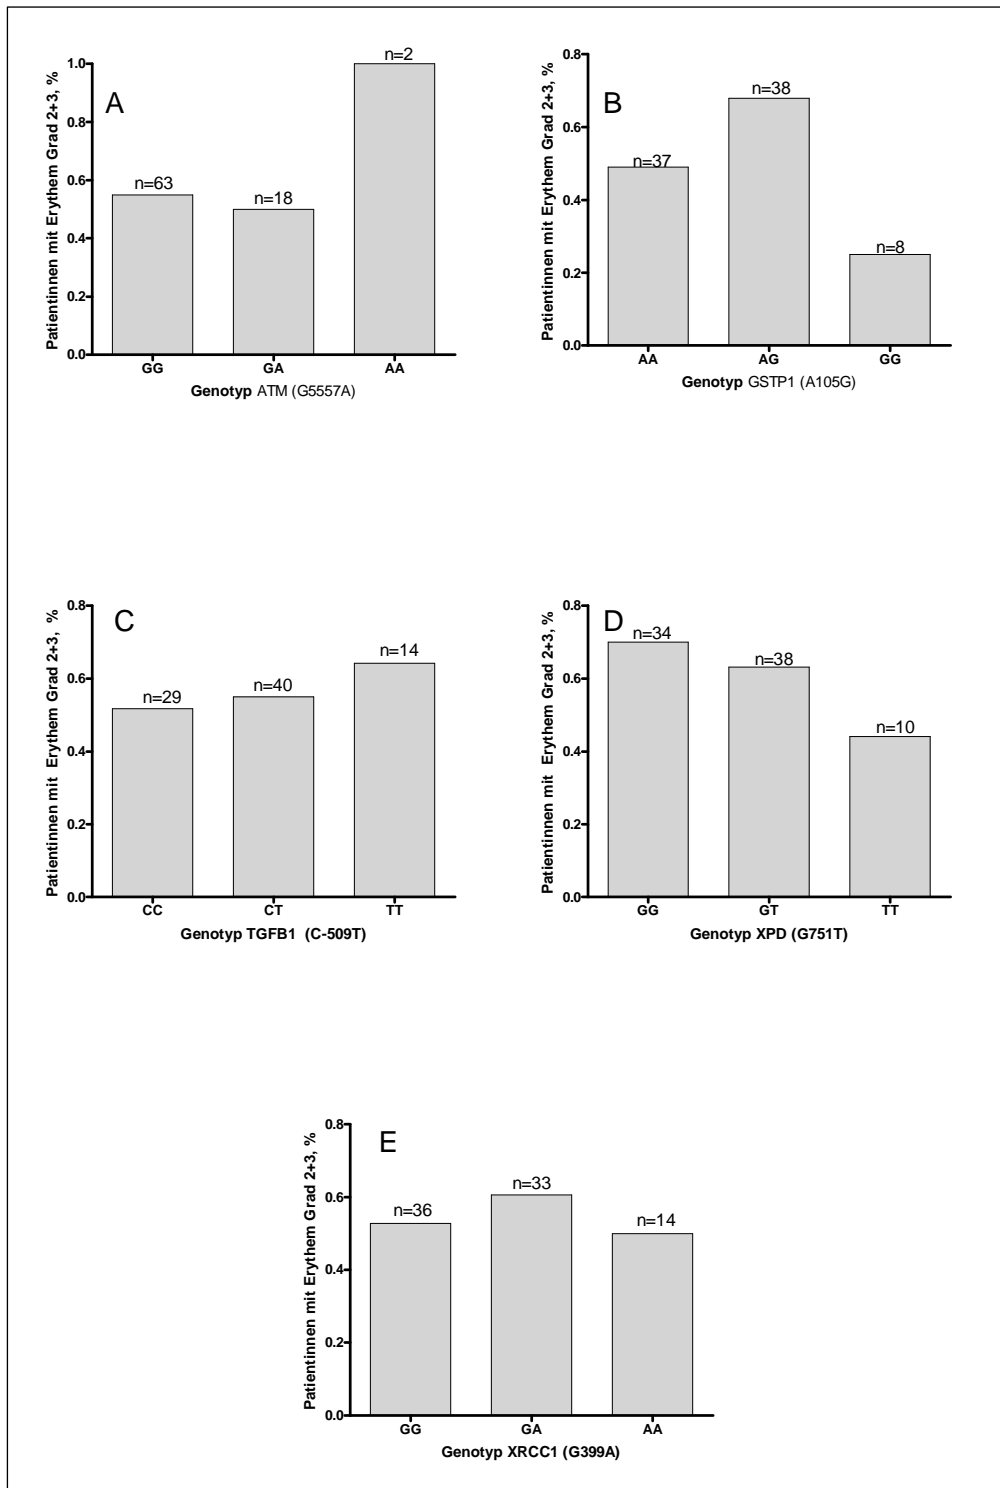 A
Patientinnen mit Erythem Grad 2+3, %
1.0
0.8
0.6
0.4
0.2
0.0
n=63
n=18
n=2
GG GA AA
Genotyp ATM (G5557A)
B
Patientinnen mit Erythem Grad 2+3, %
0.8
0.6
0.4
0.2
0.0
n=37
n=38
n=8
AA AG GG
Genotyp GSTP1 (A105G)
C
Patientinnen mit Erythem Grad 2+3, %
0.8
0.6
0.4
0.2
0.0
n=29
n=40
n=14
CC CT TT
Genotyp TGFB1 (C-509T)
D
Patientinnen mit Erythem Grad 2+3, %
0.8
0.6
0.4
0.2
0.0
n=34
n=38
n=10
GG GT TT
Genotyp XPD (G751T)
E
Patientinnen mit Erythem Grad 2+3, %
0.8
0.6
0.4
0.2
0.0
n=36
n=33
n=14
GG GA AA
Genotyp XRCC1 (G399A)